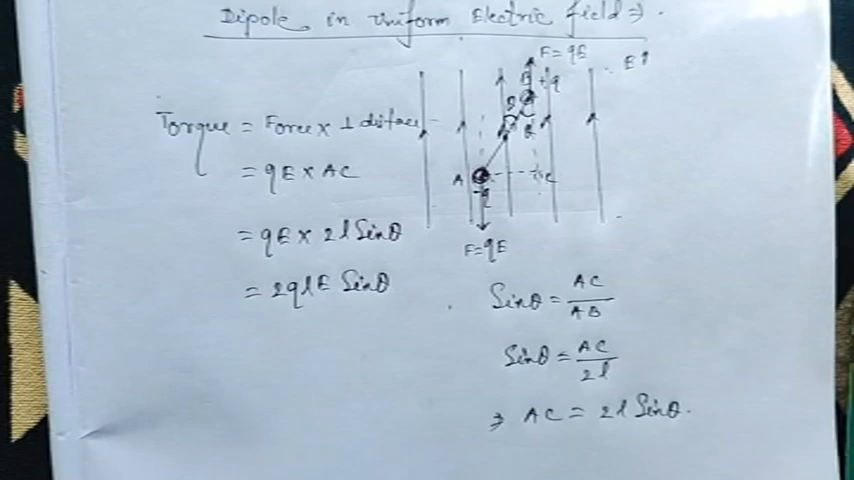 Dipole in Uniform Electric field ⇒.
Torque = Force × ⊥ distance
= qE × AC
= qE × 2l Sinθ
= 2qlE Sinθ
F = qE
E
B
+q
θ
θ
A
C
-q
F=qE
Sinθ = AC/AB
Sinθ = AC/2l
⇒ AC = 2l Sinθ.